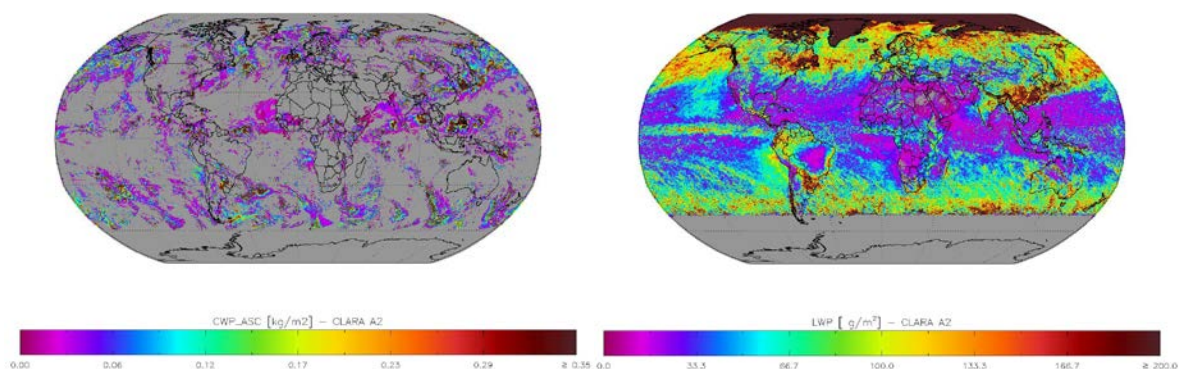 CWP_ASC [kg/m2] – CLARA A2
0.00 0.06 0.12 0.17 0.23 0.29 ≥ 0.35
LWP [ g/m²] – CLARA A2
0.0 33.3 66.7 100.0 133.3 166.7 ≥ 200.0